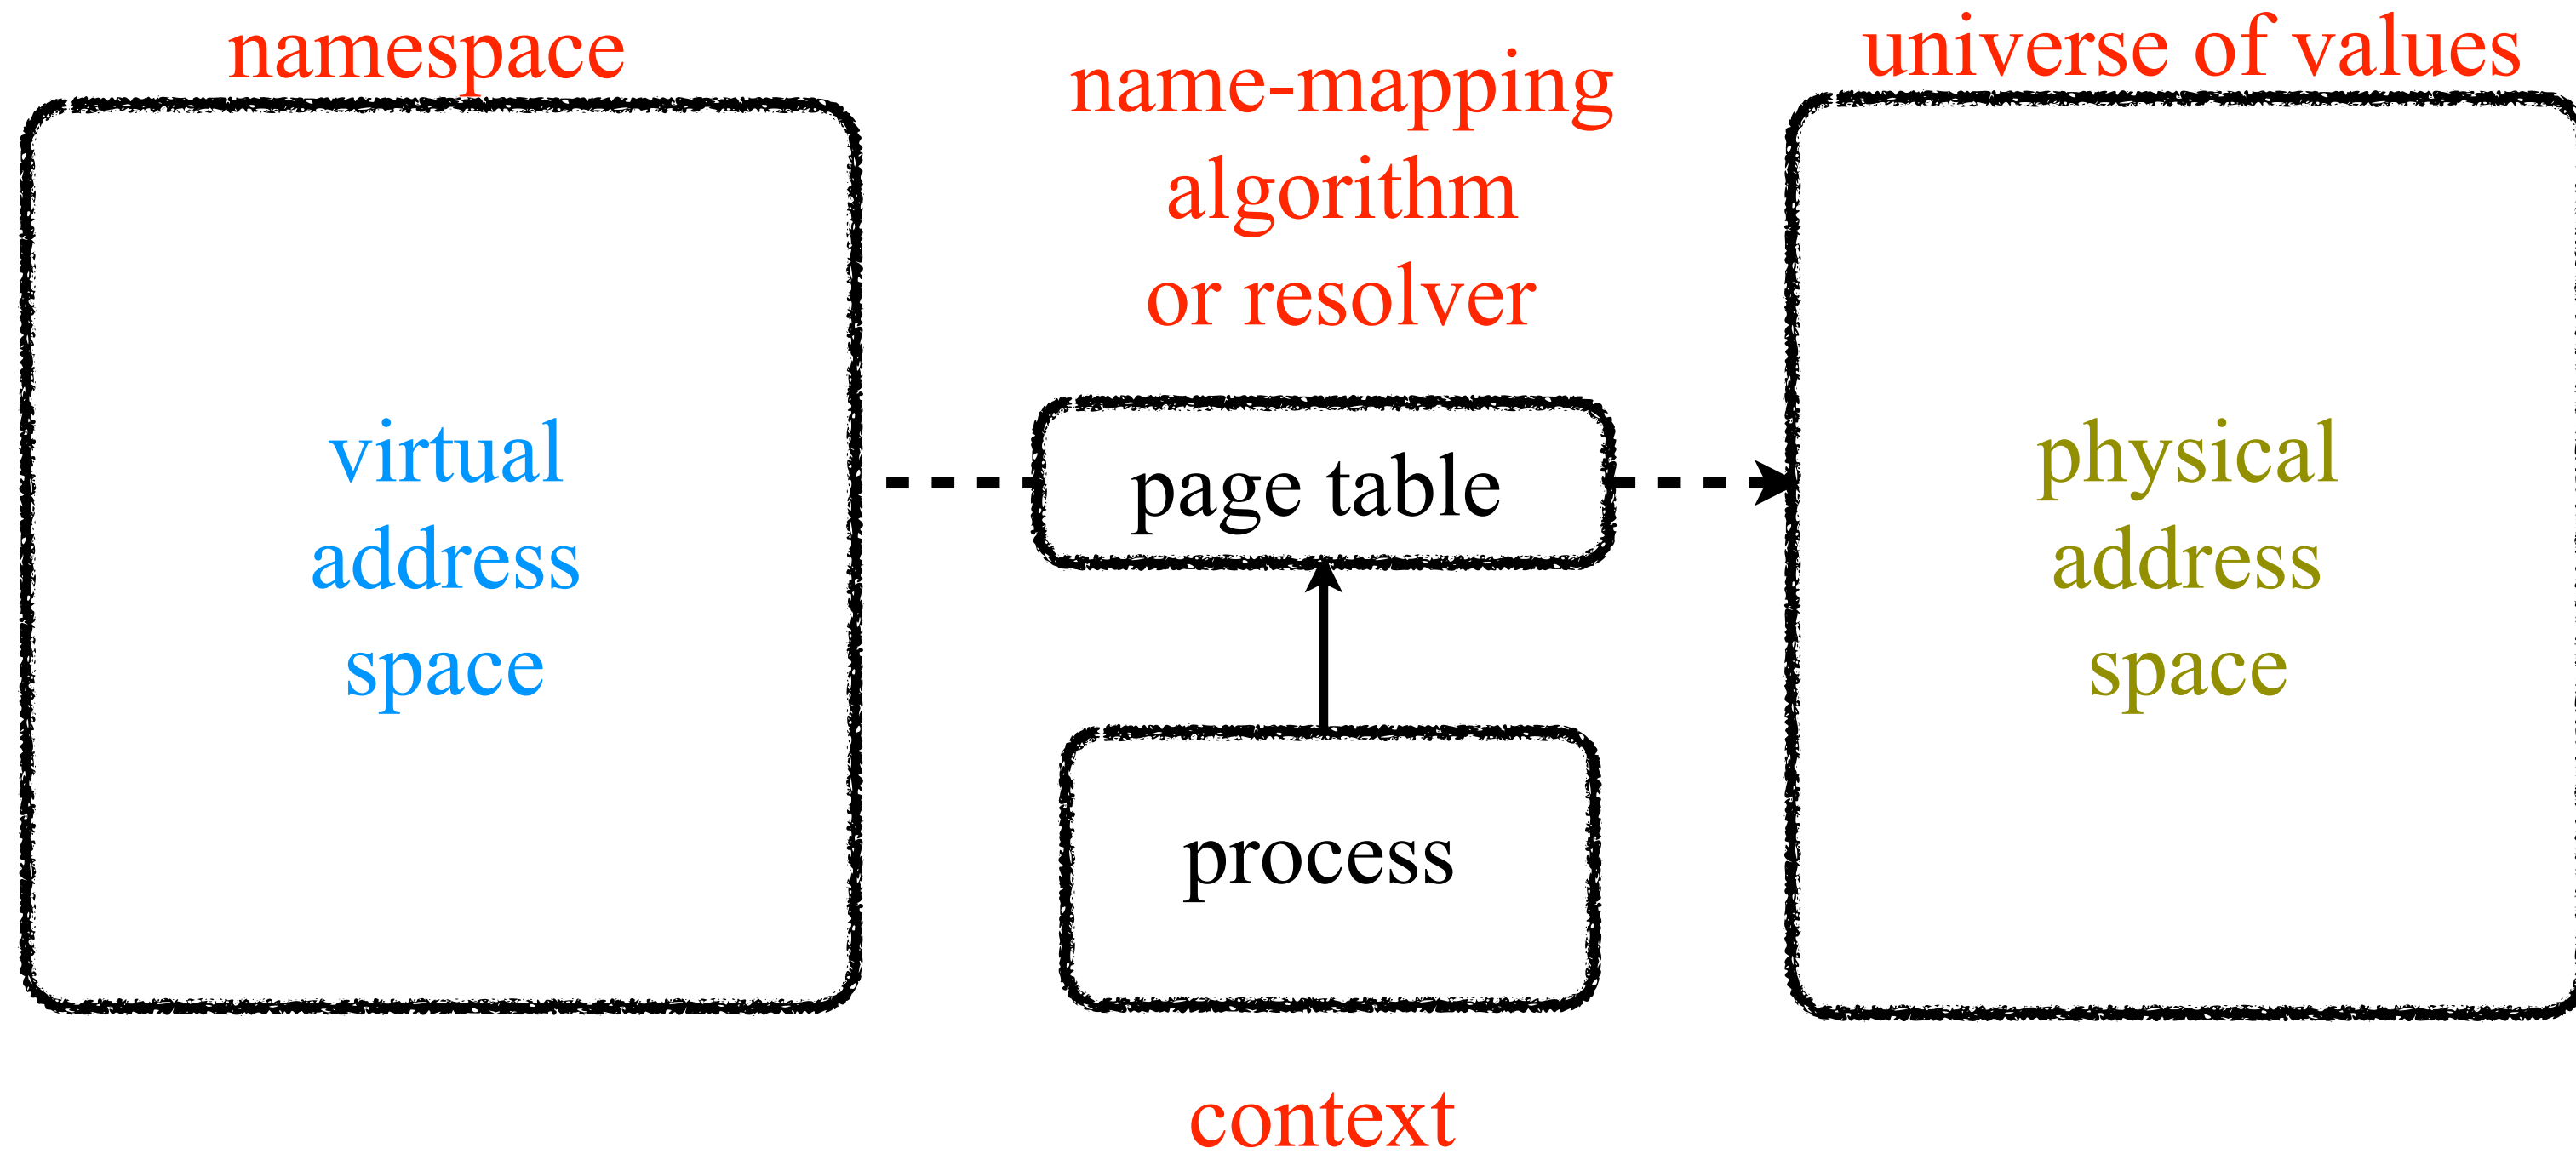 namespace
virtual
address
space
name-mapping
algorithm
or resolver
page table
process
context
universe of values
physical
address
space